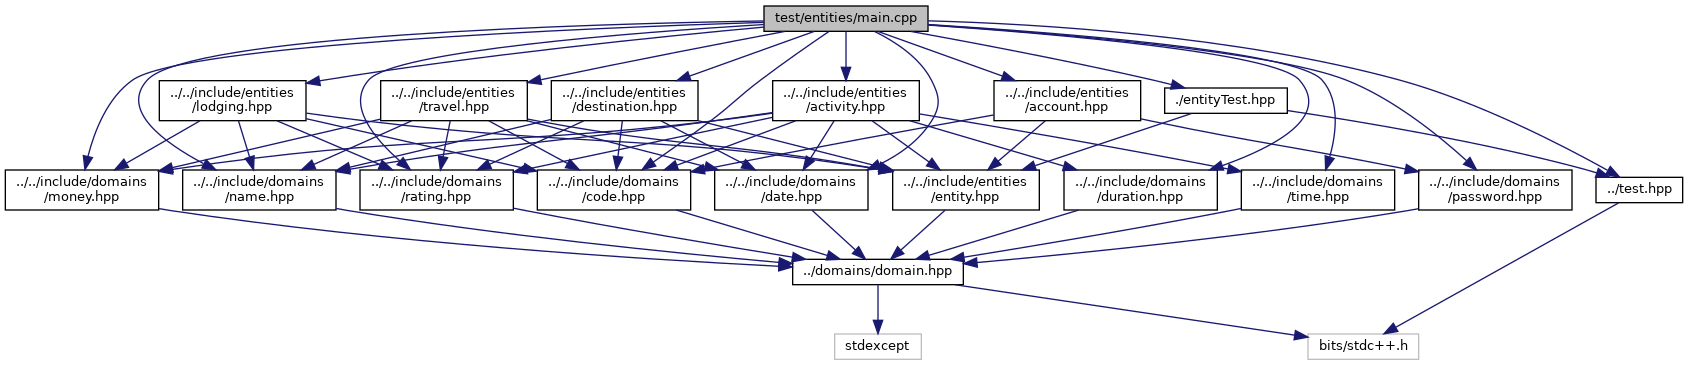 test/entities/main.cpp
../../include/entities
/lodging.hpp
../../include/entities
/travel.hpp
../../include/entities
/destination.hpp
../../include/entities
/activity.hpp
../../include/entities
/account.hpp
./entityTest.hpp
../../include/domains
/money.hpp
../../include/domains
/name.hpp
../../include/domains
/rating.hpp
../../include/domains
/code.hpp
../../include/domains
/date.hpp
../../include/entities
/entity.hpp
../../include/domains
/duration.hpp
../../include/domains
/time.hpp
../../include/domains
/password.hpp
../test.hpp
../domains/domain.hpp
stdexcept
bits/stdc++.h